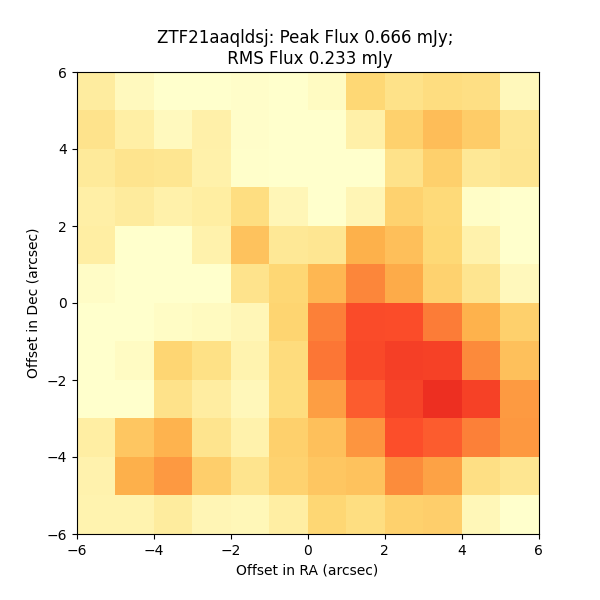 ZTF21aaqldsj: Peak Flux 0.666 mJy;
RMS Flux 0.233 mJy
6
4
2
0
−2
−4
−6
Offset in Dec (arcsec)
−6 −4 −2 0 2 4 6
Offset in RA (arcsec)